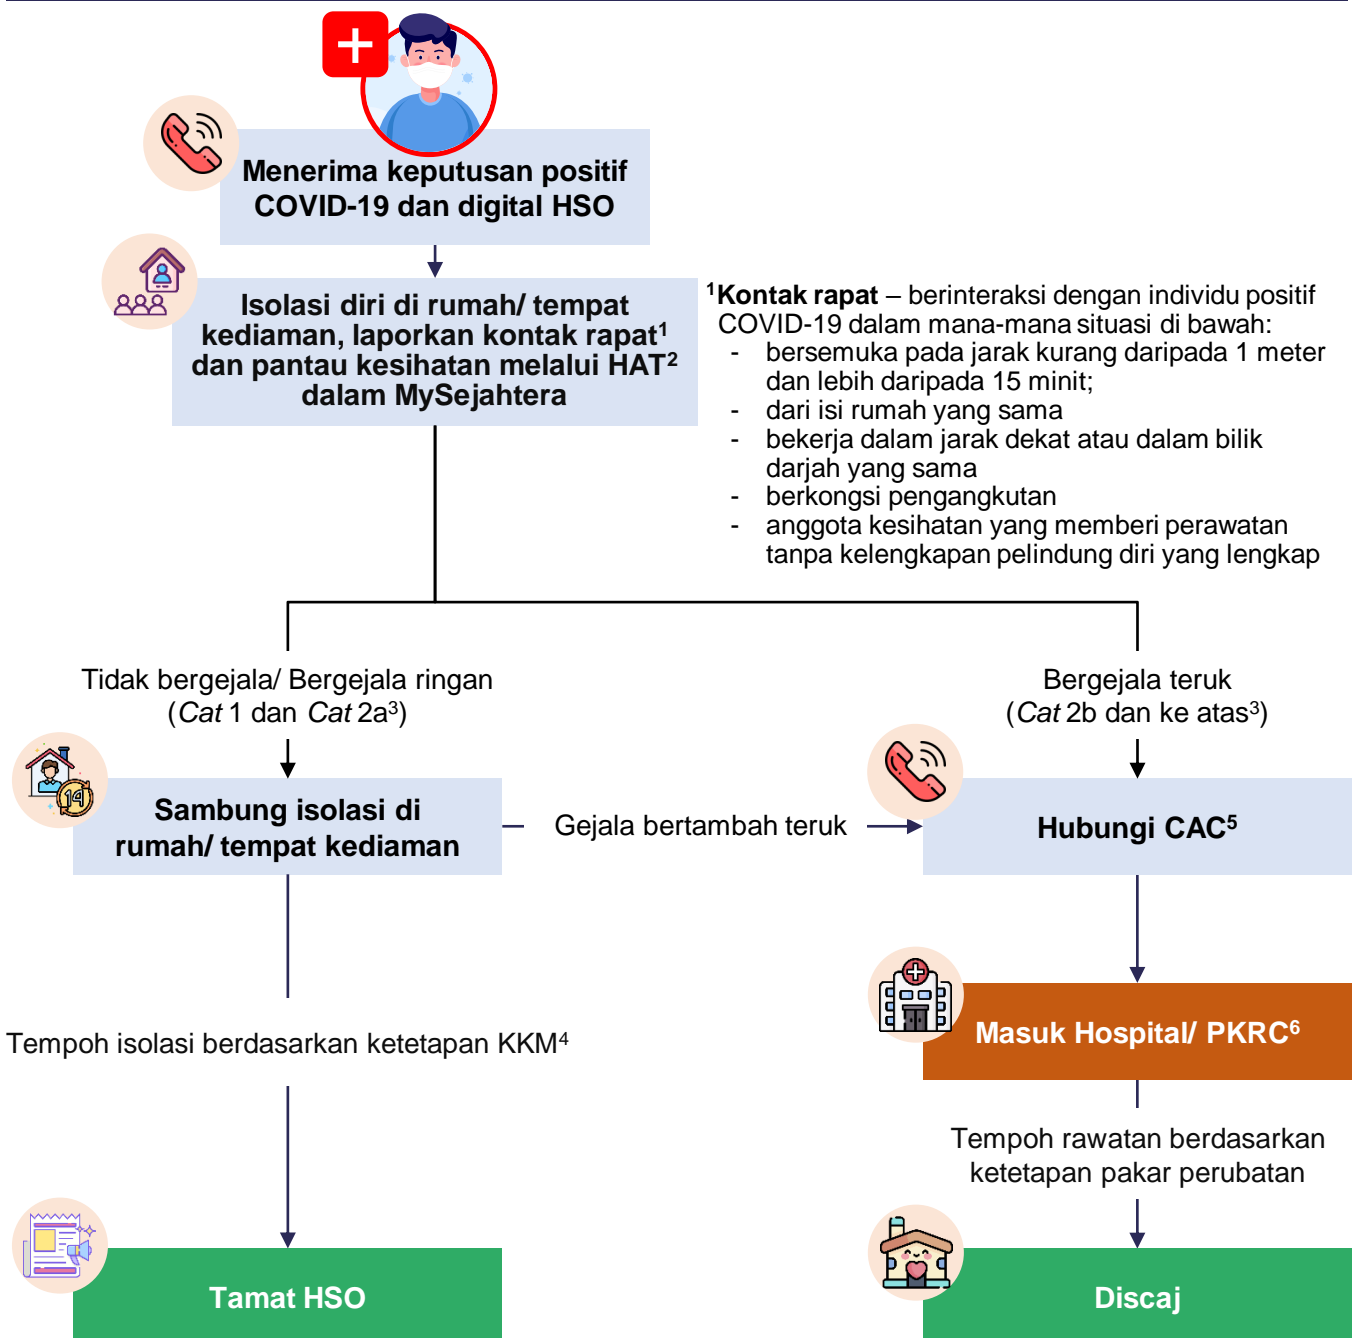 Menerima keputusan positif
COVID-19 dan digital HSO
Isolasi diri di rumah/ tempat
kediaman, laporkan kontak rapat¹
dan pantau kesihatan melalui HAT²
dalam MySejahtera
¹Kontak rapat – berinteraksi dengan individu positif
COVID-19 dalam mana-mana situasi di bawah:
- bersemuka pada jarak kurang daripada 1 meter
dan lebih daripada 15 minit;
- dari isi rumah yang sama
- bekerja dalam jarak dekat atau dalam bilik
darjah yang sama
- berkongsi pengangkutan
- anggota kesihatan yang memberi perawatan
tanpa kelengkapan pelindung diri yang lengkap
Tidak bergejala/ Bergejala ringan
(Cat 1 dan Cat 2a³)
Bergejala teruk
(Cat 2b dan ke atas³)
14
Sambung isolasi di
rumah/ tempat kediaman
Gejala bertambah teruk
Hubungi CAC⁵
Masuk Hospital/ PKRC⁶
Tempoh isolasi berdasarkan ketetapan KKM⁴
Tempoh rawatan berdasarkan
ketetapan pakar perubatan
Tamat HSO
Discaj